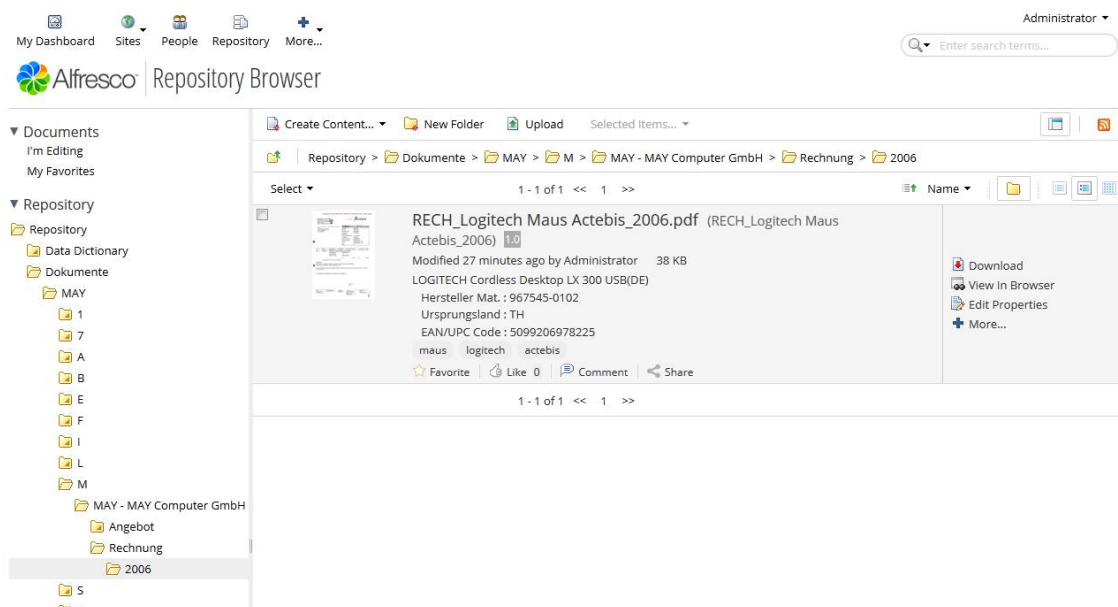 Administrator
My Dashboard Sites People Repository More...
Enter search terms...
Alfresco Repository Browser
Documents
I'm Editing
My Favorites
Repository
Repository
Data Dictionary
Dokumente
MAY
1
7
A
B
E
F
I
L
M
MAY - MAY Computer GmbH
Angebot
Rechnung
2006
S
Create Content... New Folder Upload Selected Items...
Repository > Dokumente > MAY > M > MAY - MAY Computer GmbH > Rechnung > 2006
Select 1 - 1 of 1 << 1 >> Name
RECH_Logitech Maus Actebis_2006.pdf (RECH_Logitech Maus
Actebis_2006) 1.0
Modified 27 minutes ago by Administrator 38 KB
LOGITECH Cordless Desktop LX 300 USB(DE)
Hersteller Mat. : 967545-0102
Ursprungsland : TH
EAN/UPC Code : 5099206978225
maus logitech actebis
Favorite Like 0 Comment Share
Download
View In Browser
Edit Properties
More...
1 - 1 of 1 << 1 >>